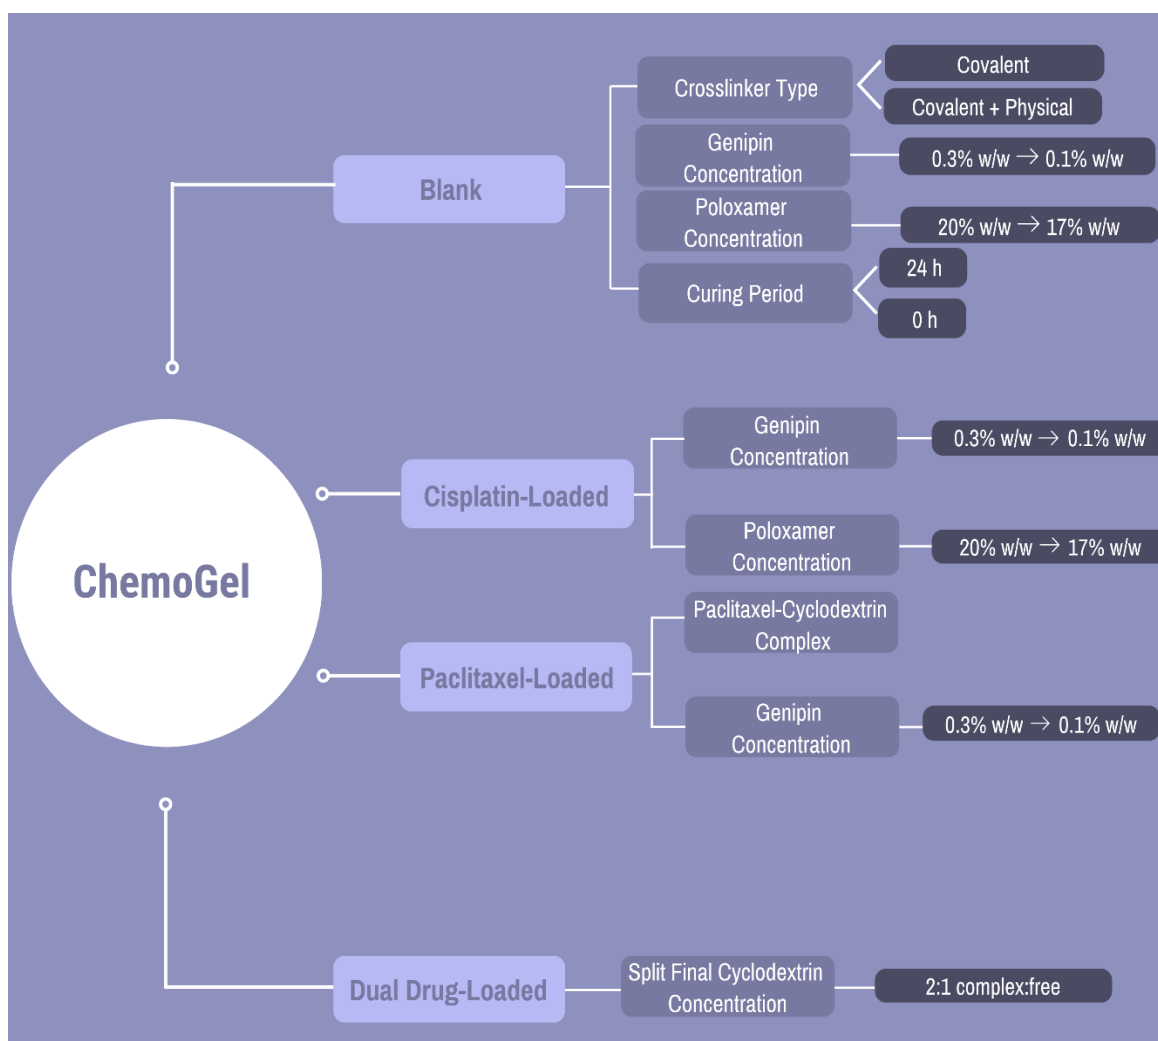 Crosslinker Type
Covalent
Covalent + Physical
Blank
Genipin
Concentration
0.3% w/w → 0.1% w/w
Poloxamer
Concentration
20% w/w → 17% w/w
Curing Period
24 h
0 h
ChemoGel
Cisplatin-Loaded
Genipin
Concentration
0.3% w/w → 0.1% w/w
Poloxamer
Concentration
20% w/w → 17% w/w
Paclitaxel-Loaded
Paclitaxel-Cyclodextrin
Complex
Genipin
Concentration
0.3% w/w → 0.1% w/w
Dual Drug-Loaded
Split Final Cyclodextrin
Concentration
2:1 complex:free